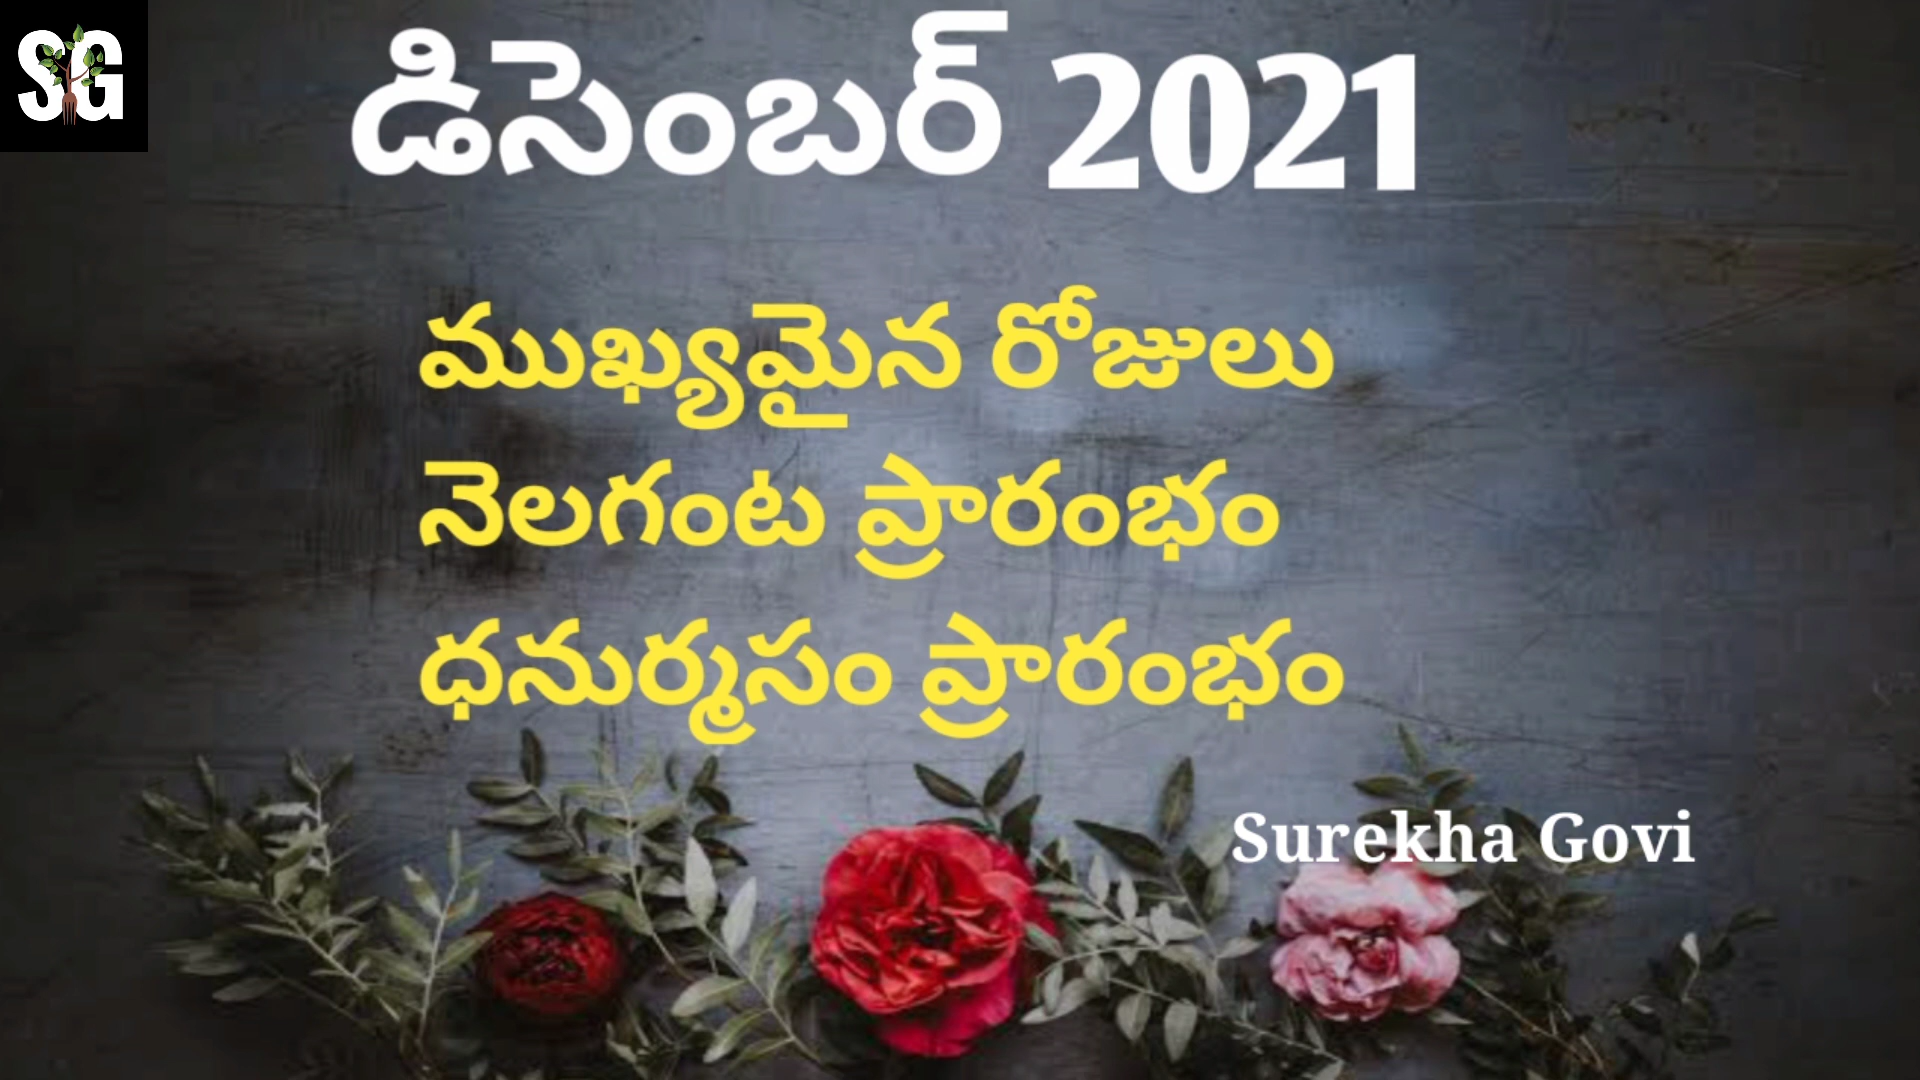 SG
డిసెంబర్ 2021
ముఖ్యమైన రోజులు
నెలగంట ప్రారంభం
ధనుర్మసం ప్రారంభం
Surekha Govi